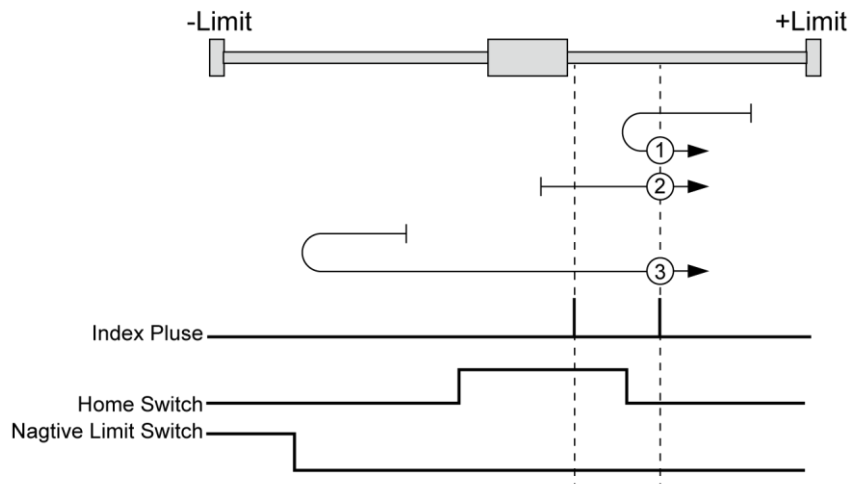 -Limit
+Limit
1
2
3
Index Pluse
Home Switch
Nagtive Limit Switch